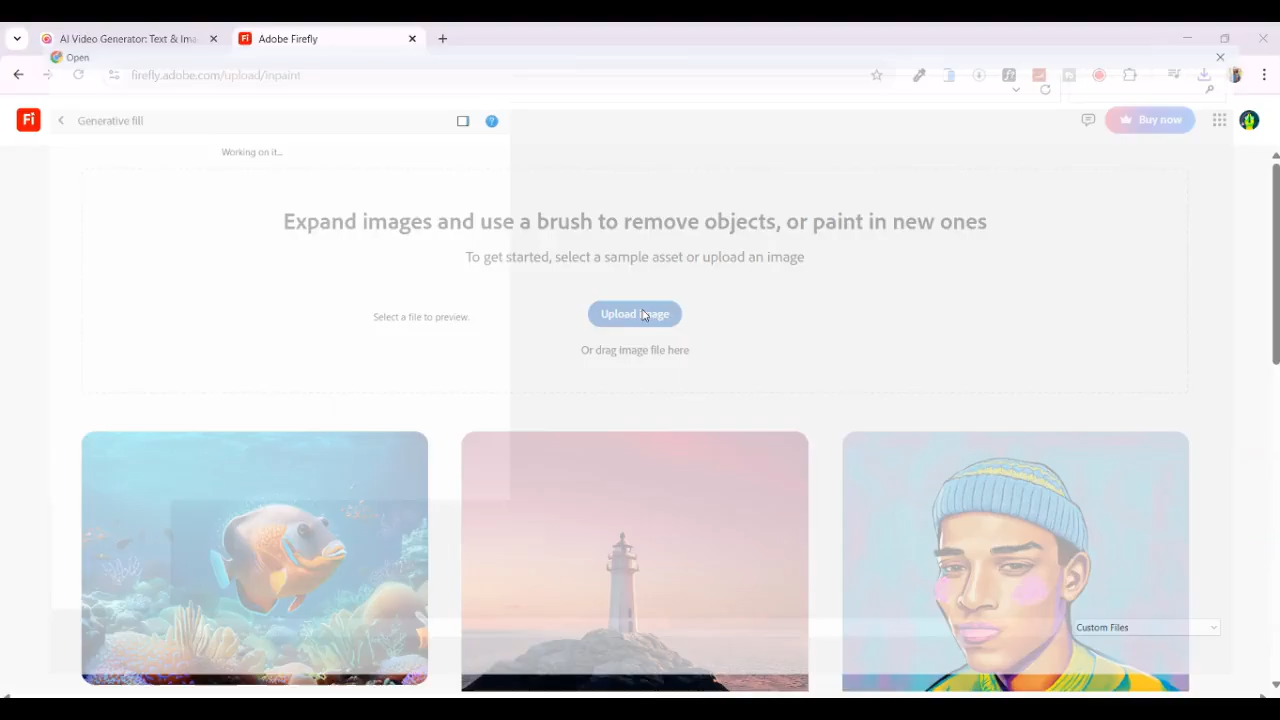 AI Video Generator: Text & Ima
Adobe Firefly
Open
firefly.adobe.com/upload/inpaint
Fi
Generative fill
Buy now
Working on it...
Expand images and use a brush to remove objects, or paint in new ones
To get started, select a sample asset or upload an image
Select a file to preview.
Upload image
Or drag image file here
Custom Files